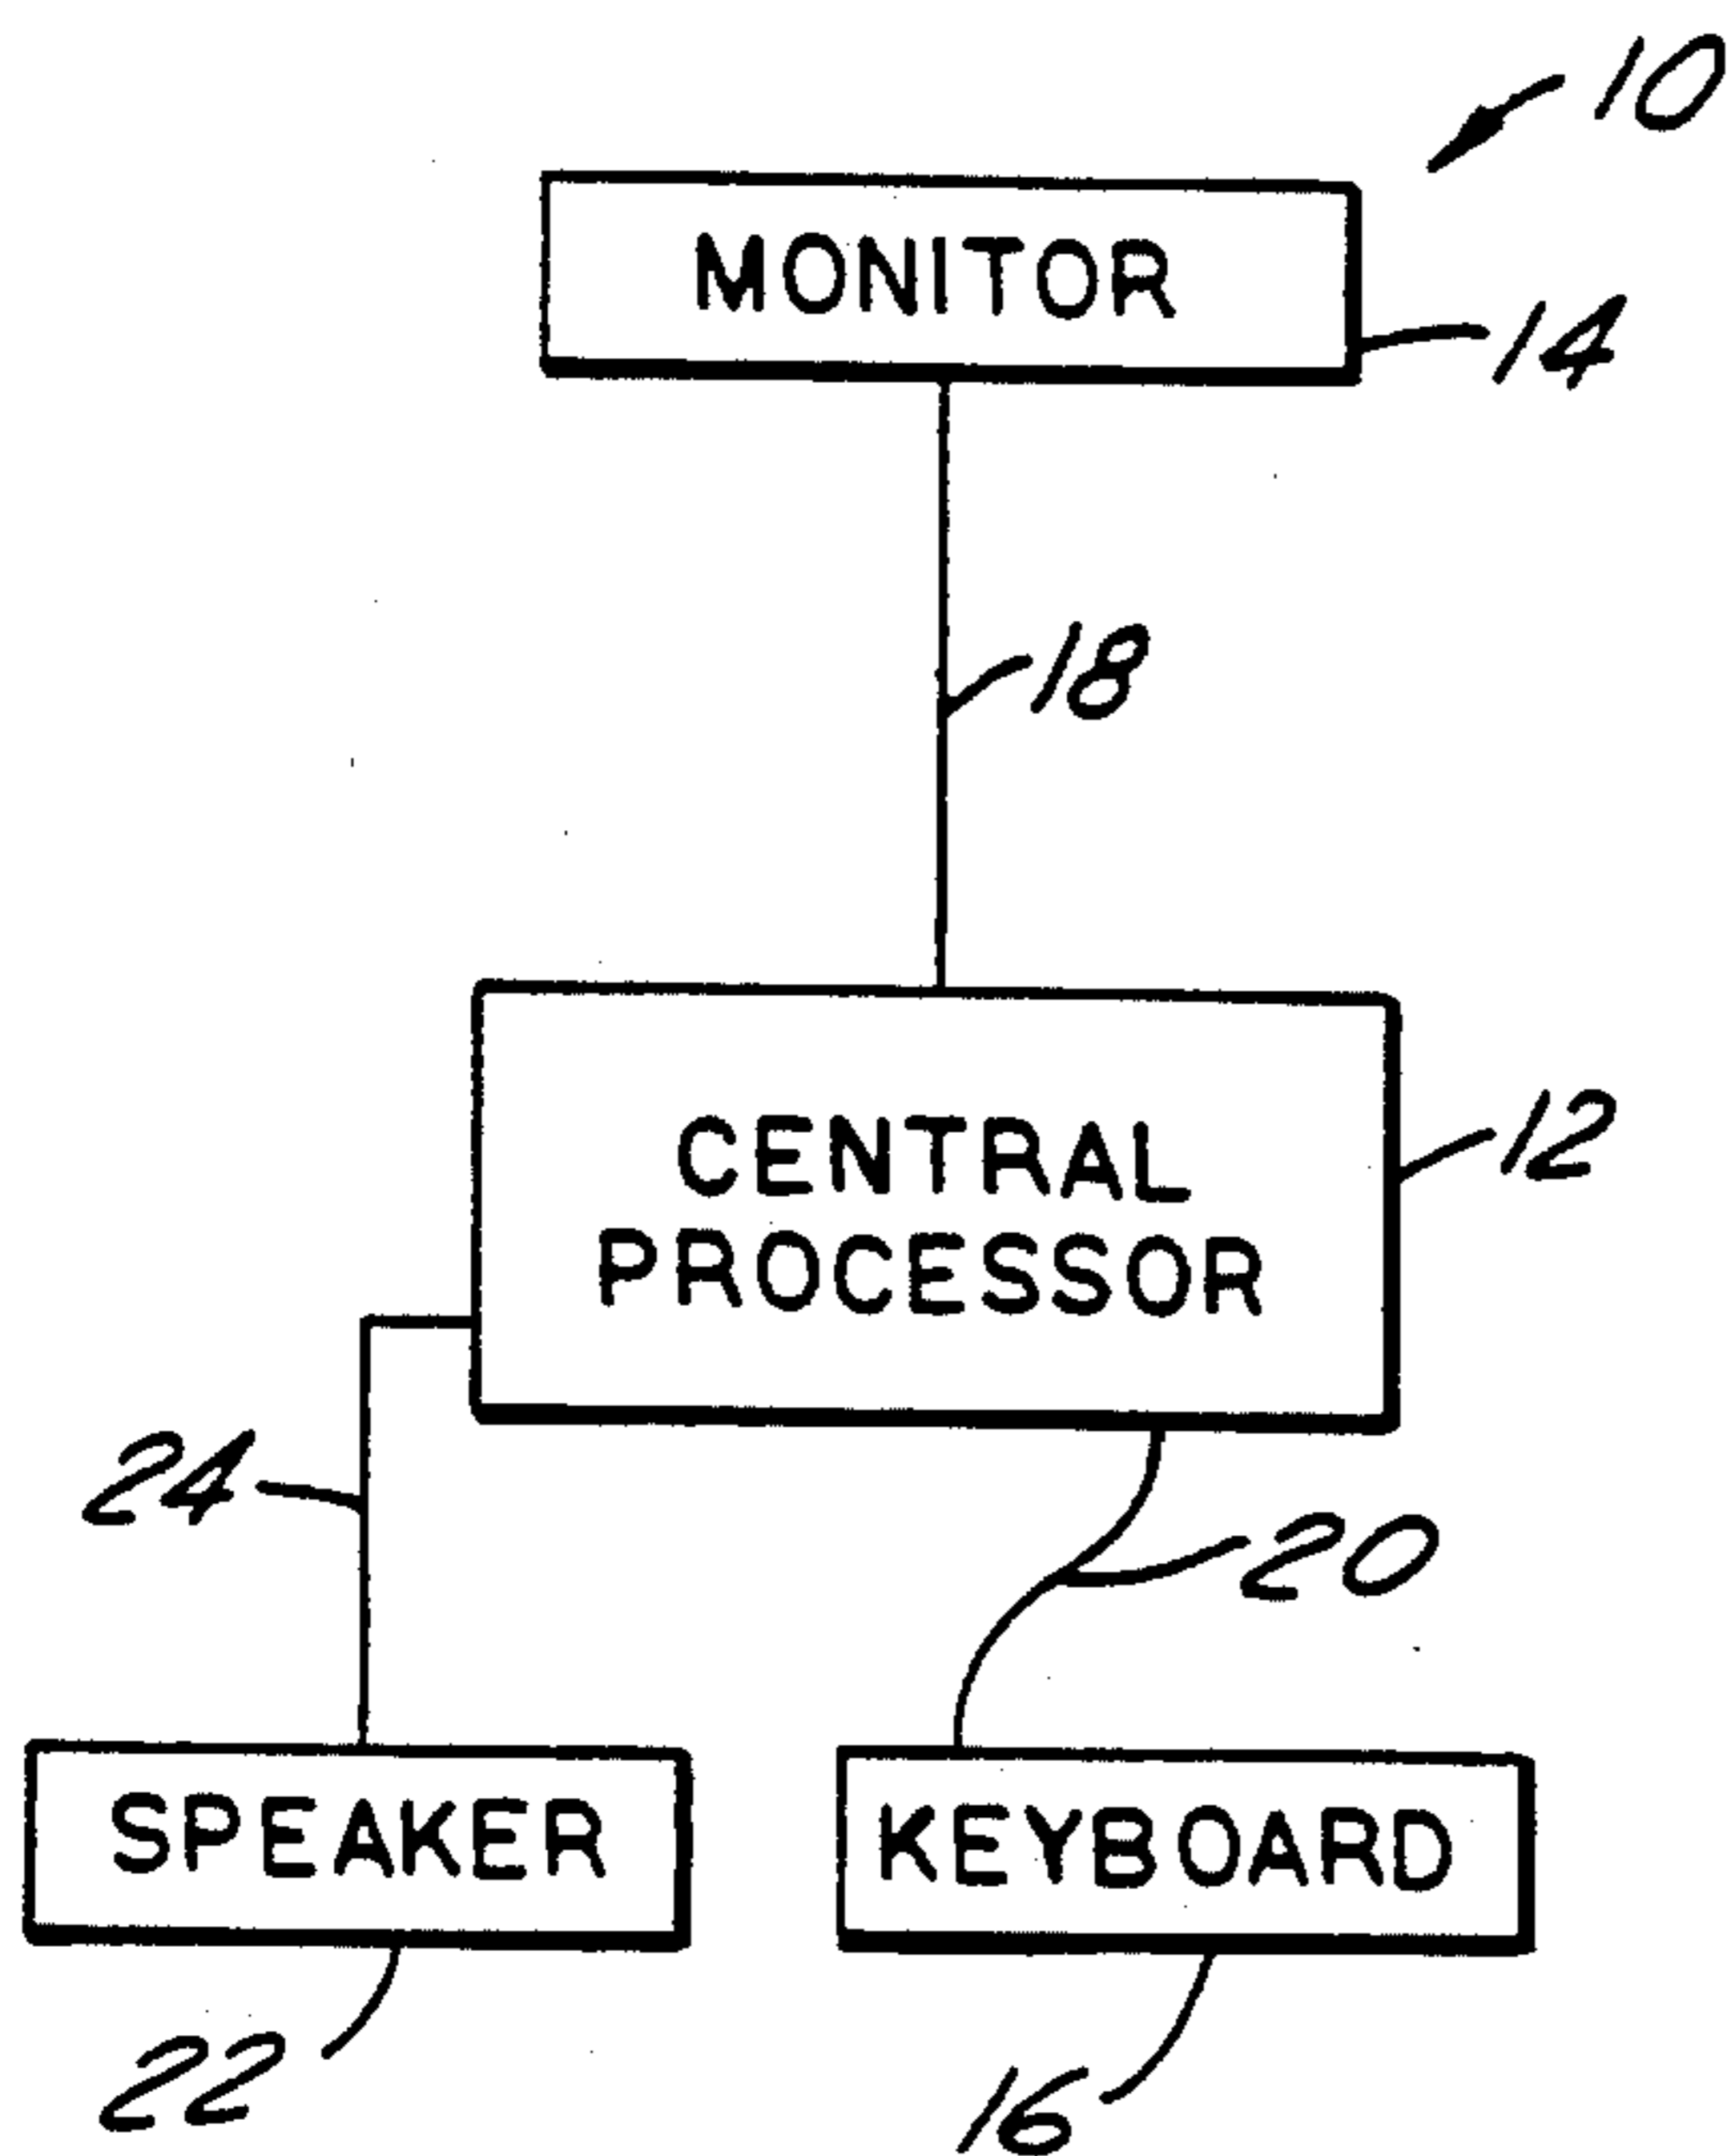 10
MONITOR
14
18
CENTRAL
PROCESSOR
12
24
20
SPEAKER
KEYBOARD
22
16